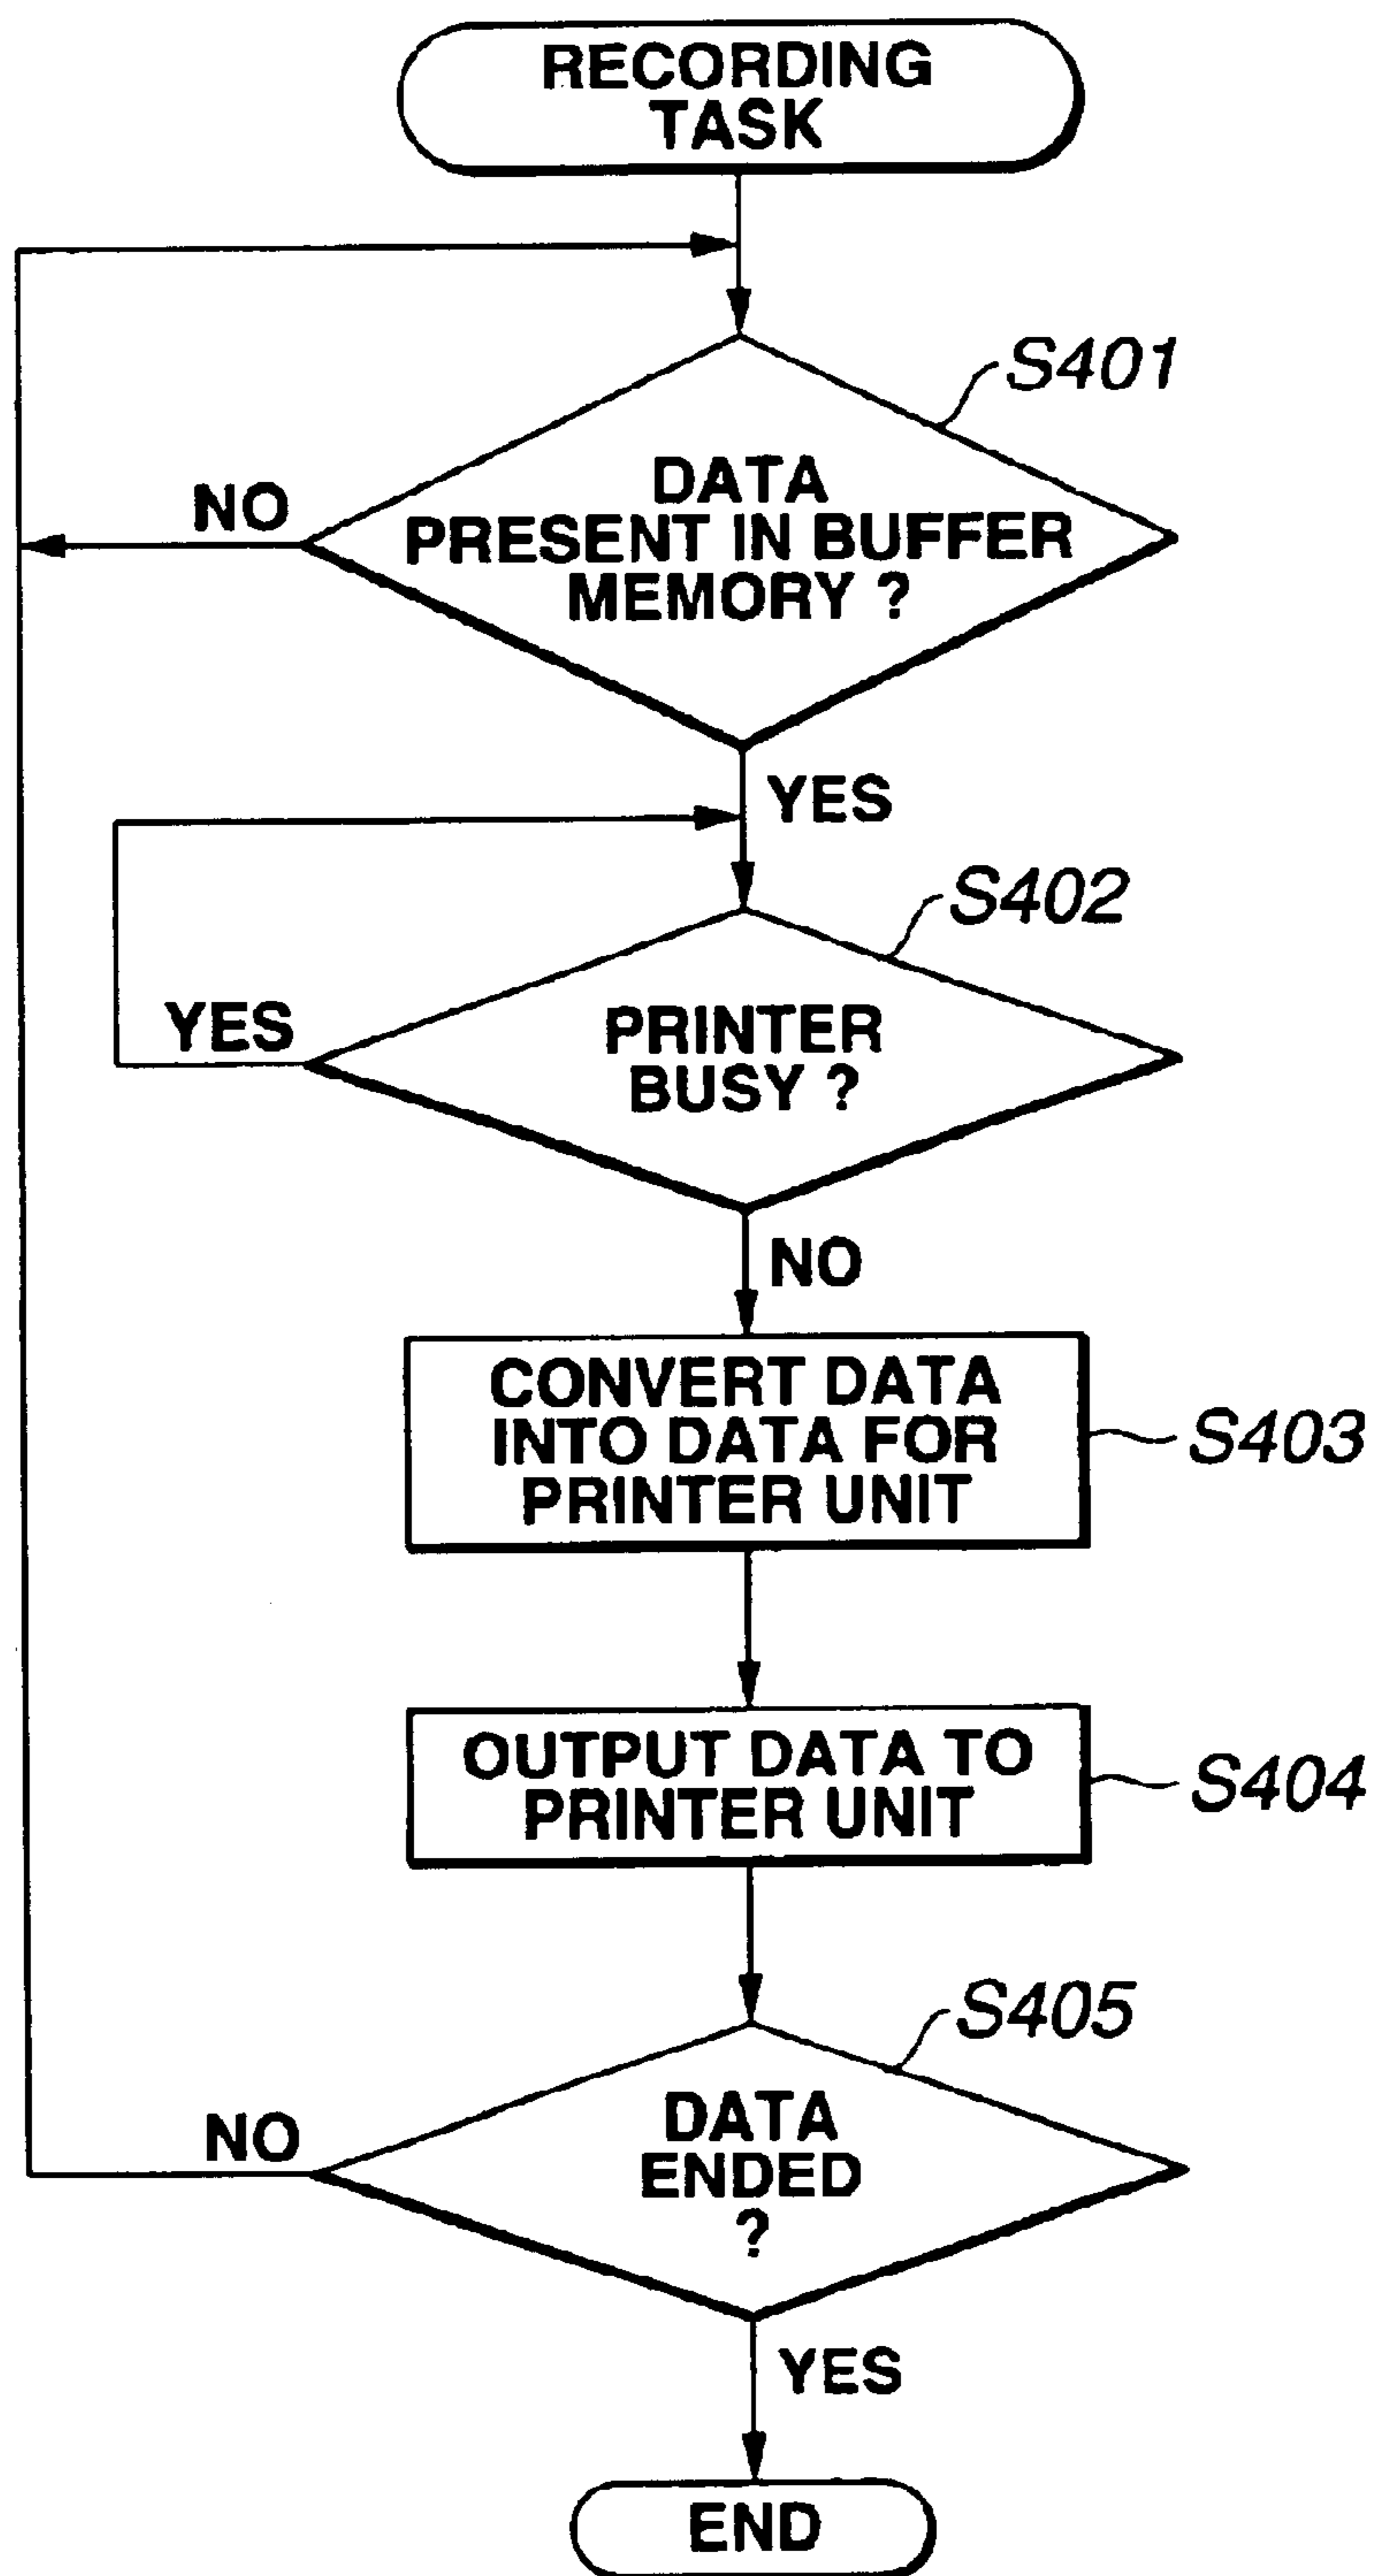 RECORDING
TASK
S401
DATA
PRESENT IN BUFFER
MEMORY ?
NO
YES
S402
PRINTER
BUSY ?
YES
NO
CONVERT DATA
INTO DATA FOR
PRINTER UNIT
S403
OUTPUT DATA TO
PRINTER UNIT
S404
S405
DATA
ENDED
?
NO
YES
END